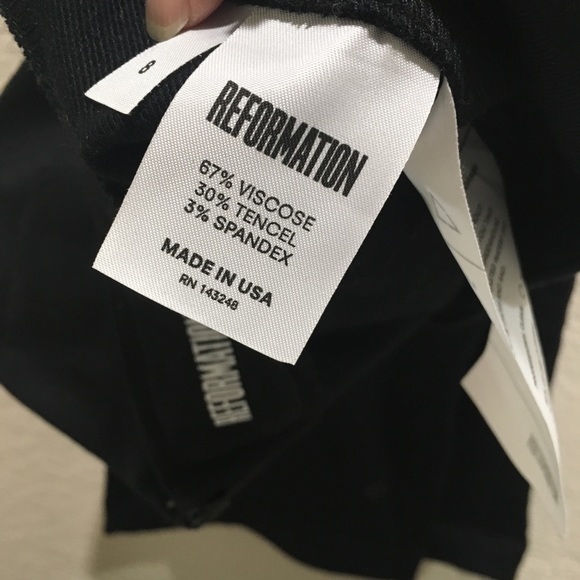 8
REFORMATION
67% VISCOSE
30% TENCEL
3% SPANDEX
MADE IN USA
RN 143248
REFORMATION